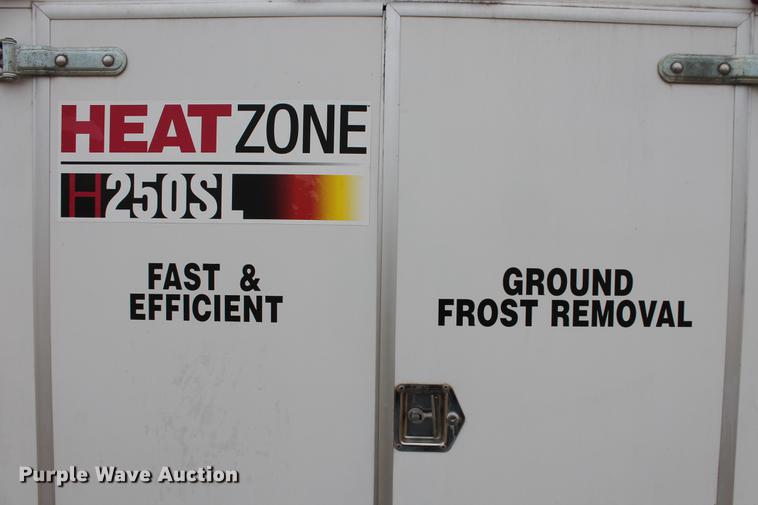 HEATZONE
H250SL
FAST &
EFFICIENT
GROUND
FROST REMOVAL
Purple Wave Auction